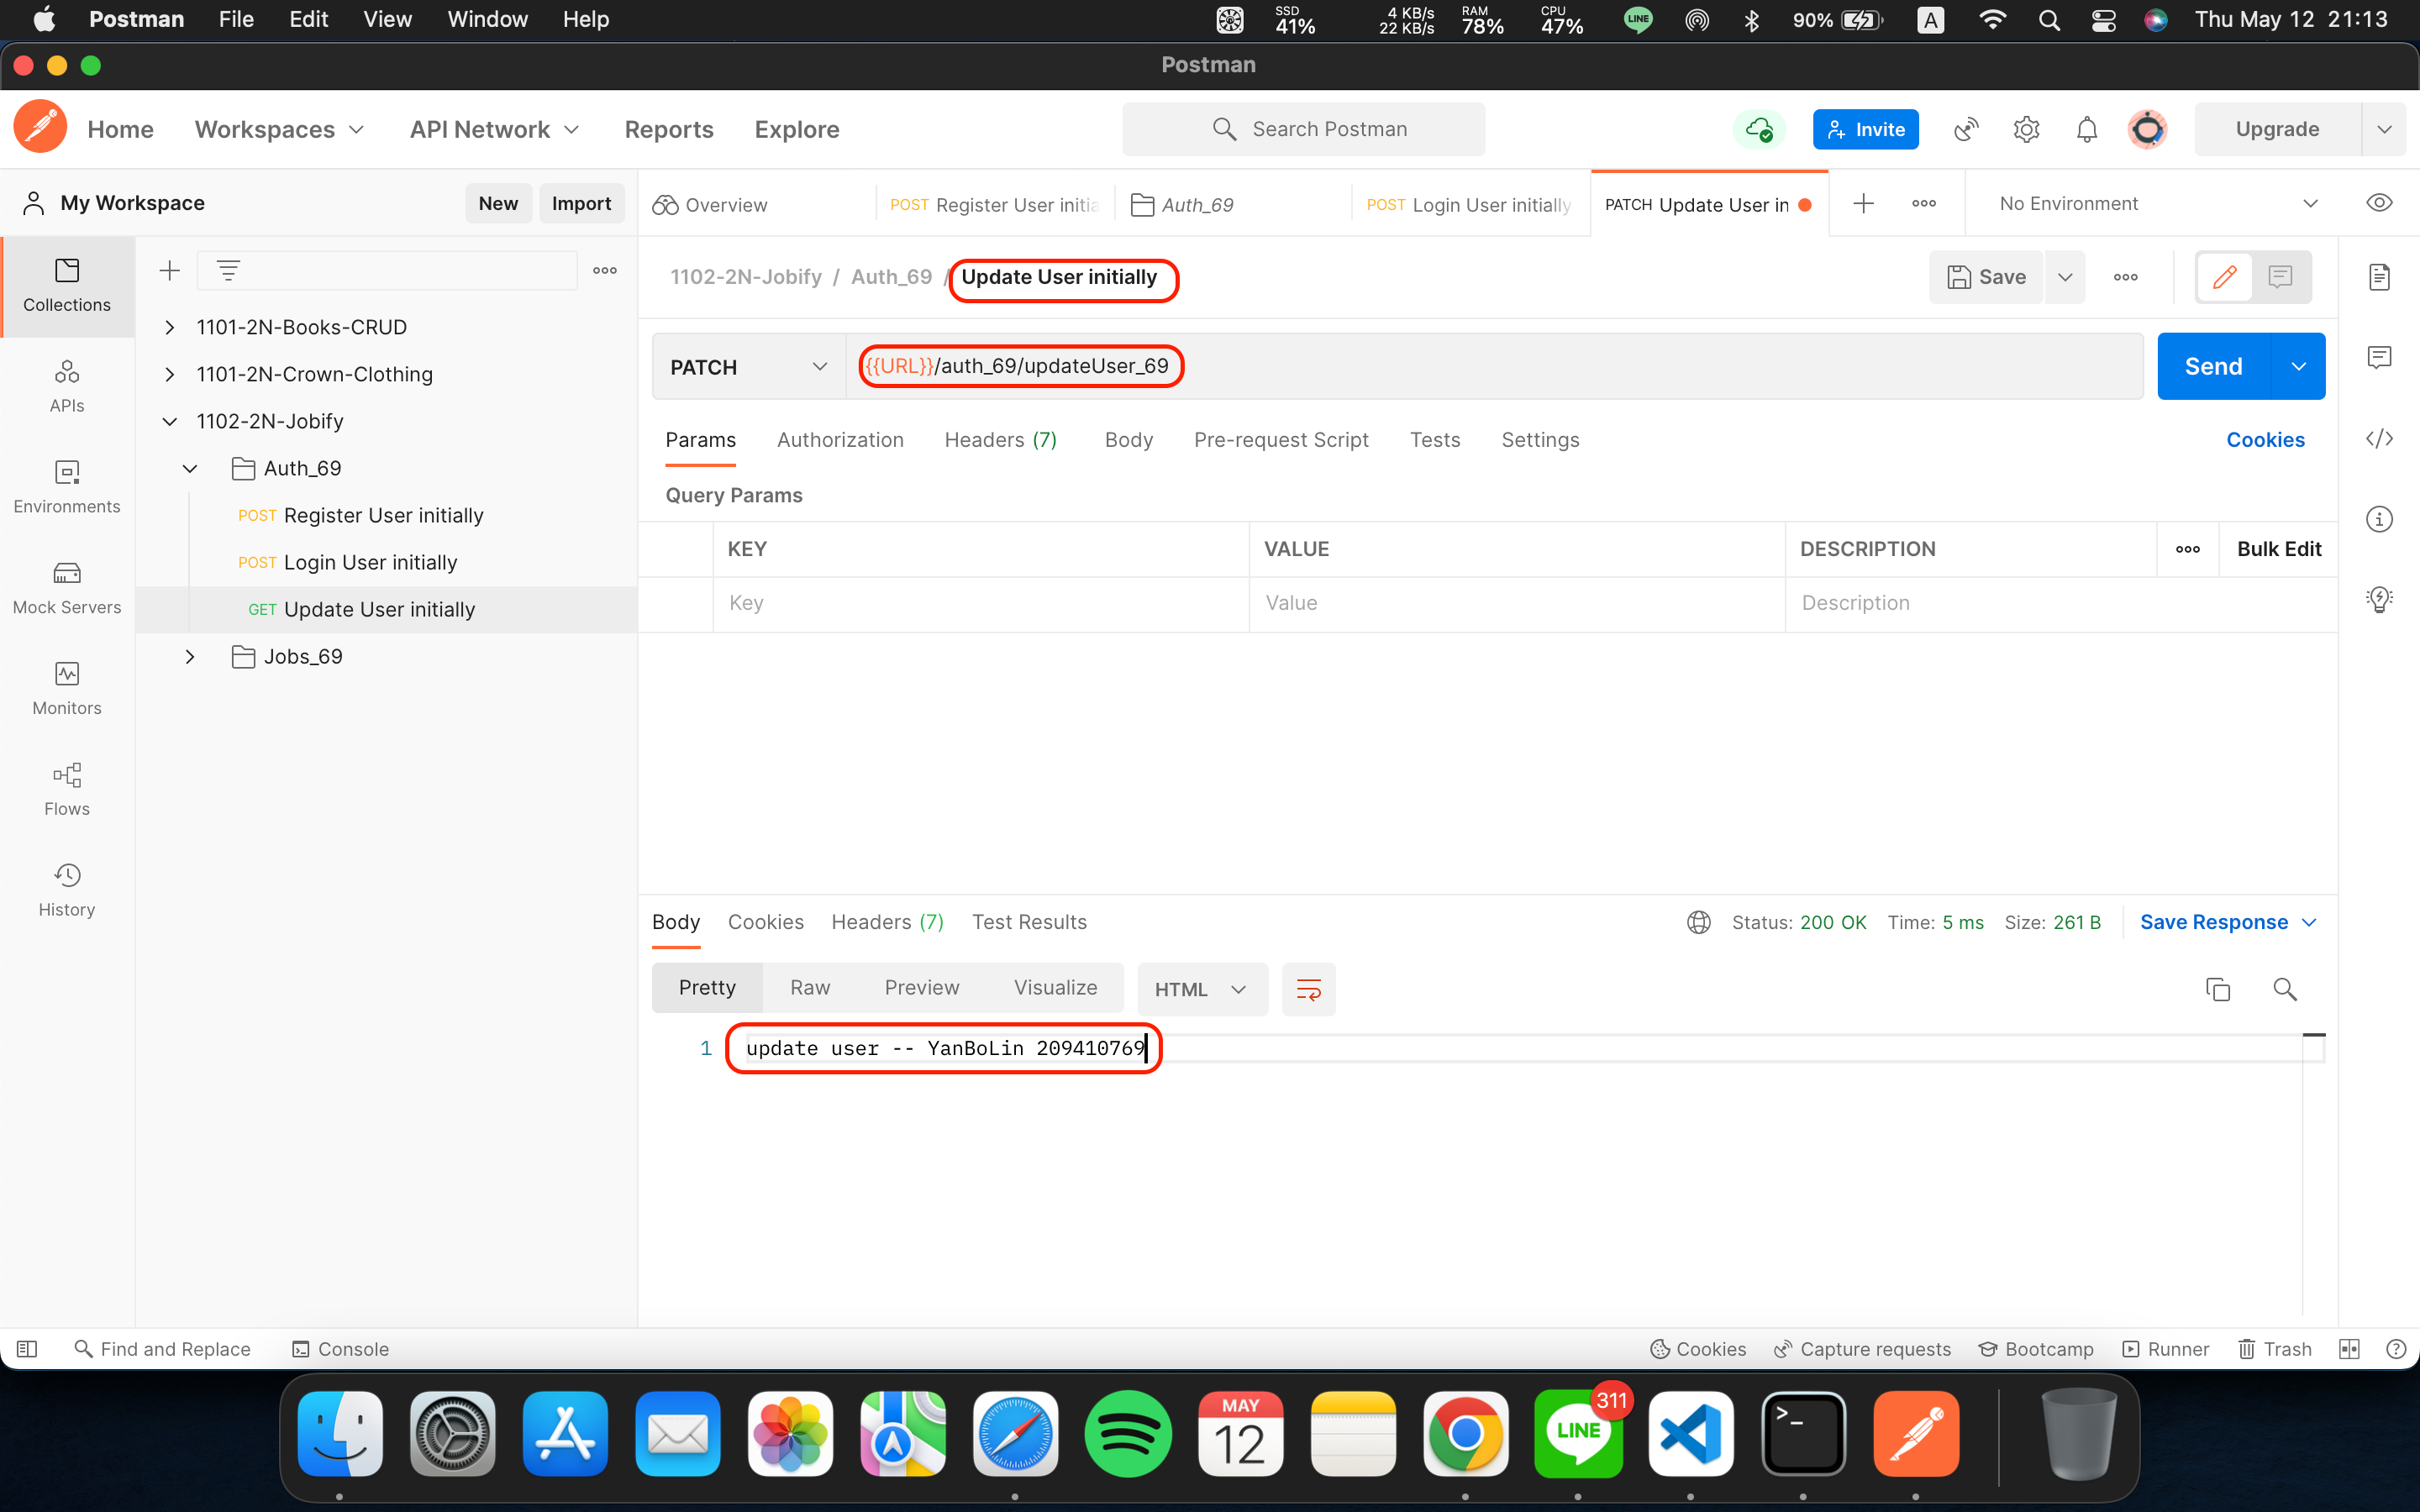 Postman File Edit View Window Help SSD 41% 4 KB/s 22 KB/s RAM 78% CPU 47% LINE 90% A Thu May 12 21:13
Postman
Home Workspaces API Network Reports Explore Search Postman Invite Upgrade
My Workspace New Import Overview POST Register User initia Auth_69 POST Login User initially PATCH Update User in No Environment
Collections
APIs
Environments
Mock Servers
Monitors
Flows
History
1101-2N-Books-CRUD
1101-2N-Crown-Clothing
1102-2N-Jobify
Auth_69
POST Register User initially
POST Login User initially
GET Update User initially
Jobs_69
1102-2N-Jobify / Auth_69 / Update User initially Save
PATCH {{URL}}/auth_69/updateUser_69 Send
Params Authorization Headers (7) Body Pre-request Script Tests Settings Cookies
Query Params
KEY VALUE DESCRIPTION Bulk Edit
Key Value Description
Body Cookies Headers (7) Test Results Status: 200 OK Time: 5 ms Size: 261 B Save Response
Pretty Raw Preview Visualize HTML
1 update user -- YanBoLin 209410769
Find and Replace Console Cookies Capture requests Bootcamp Runner Trash
MAY
12
LINE
311
>_